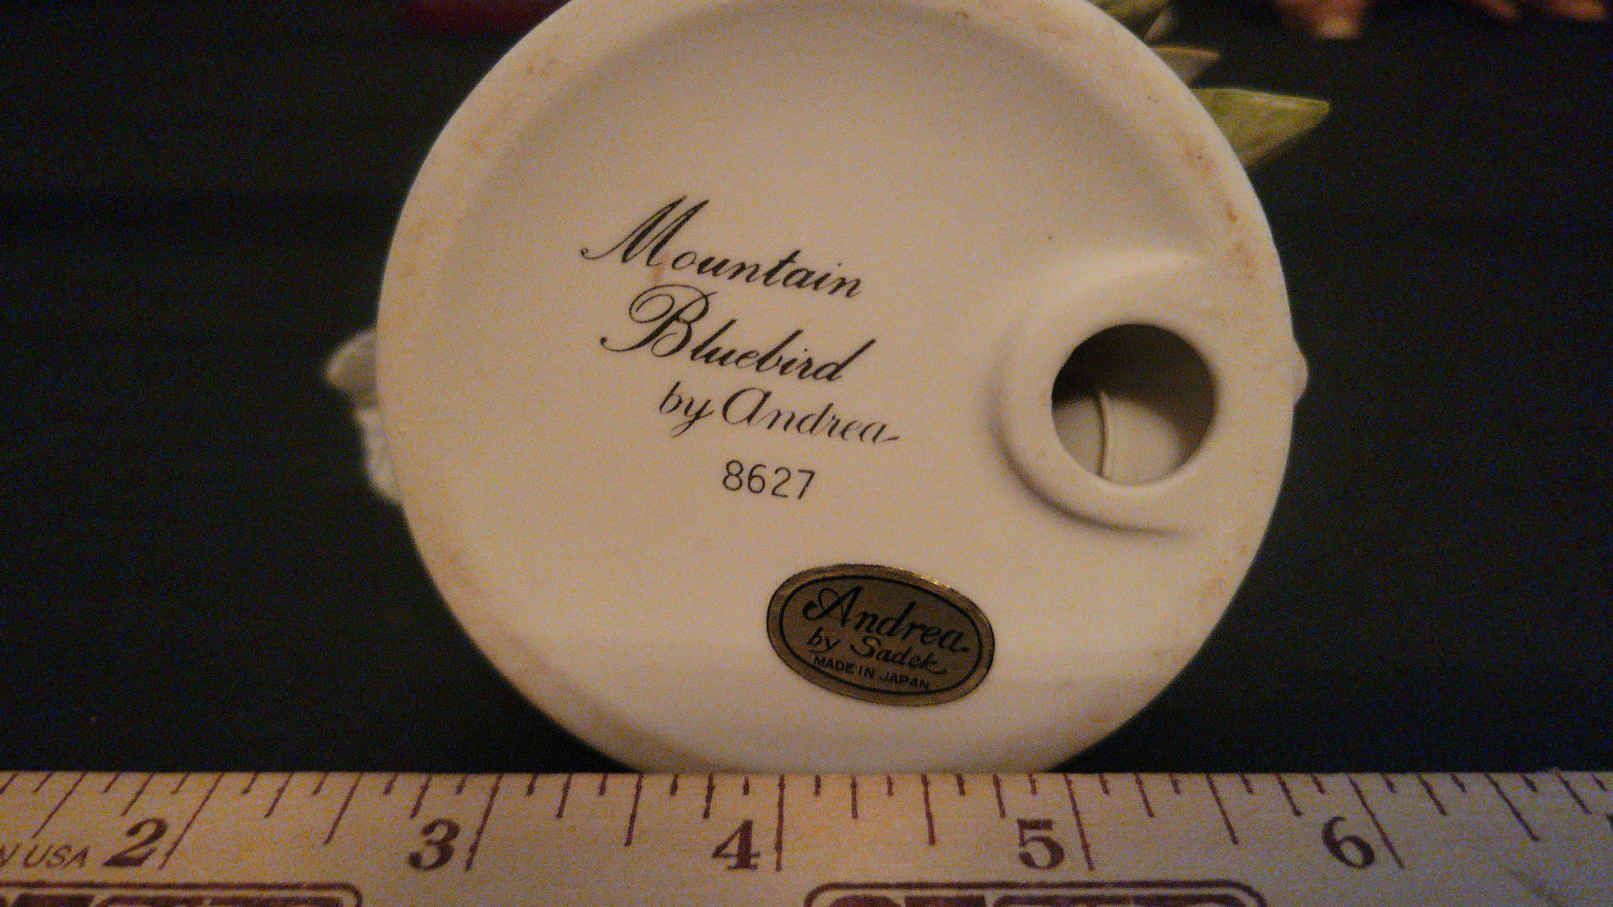 Mountain
Bluebird
by Andrea
8627
Andrea
by Sadek
MADE IN JAPAN
2 3 4 5 6
USA